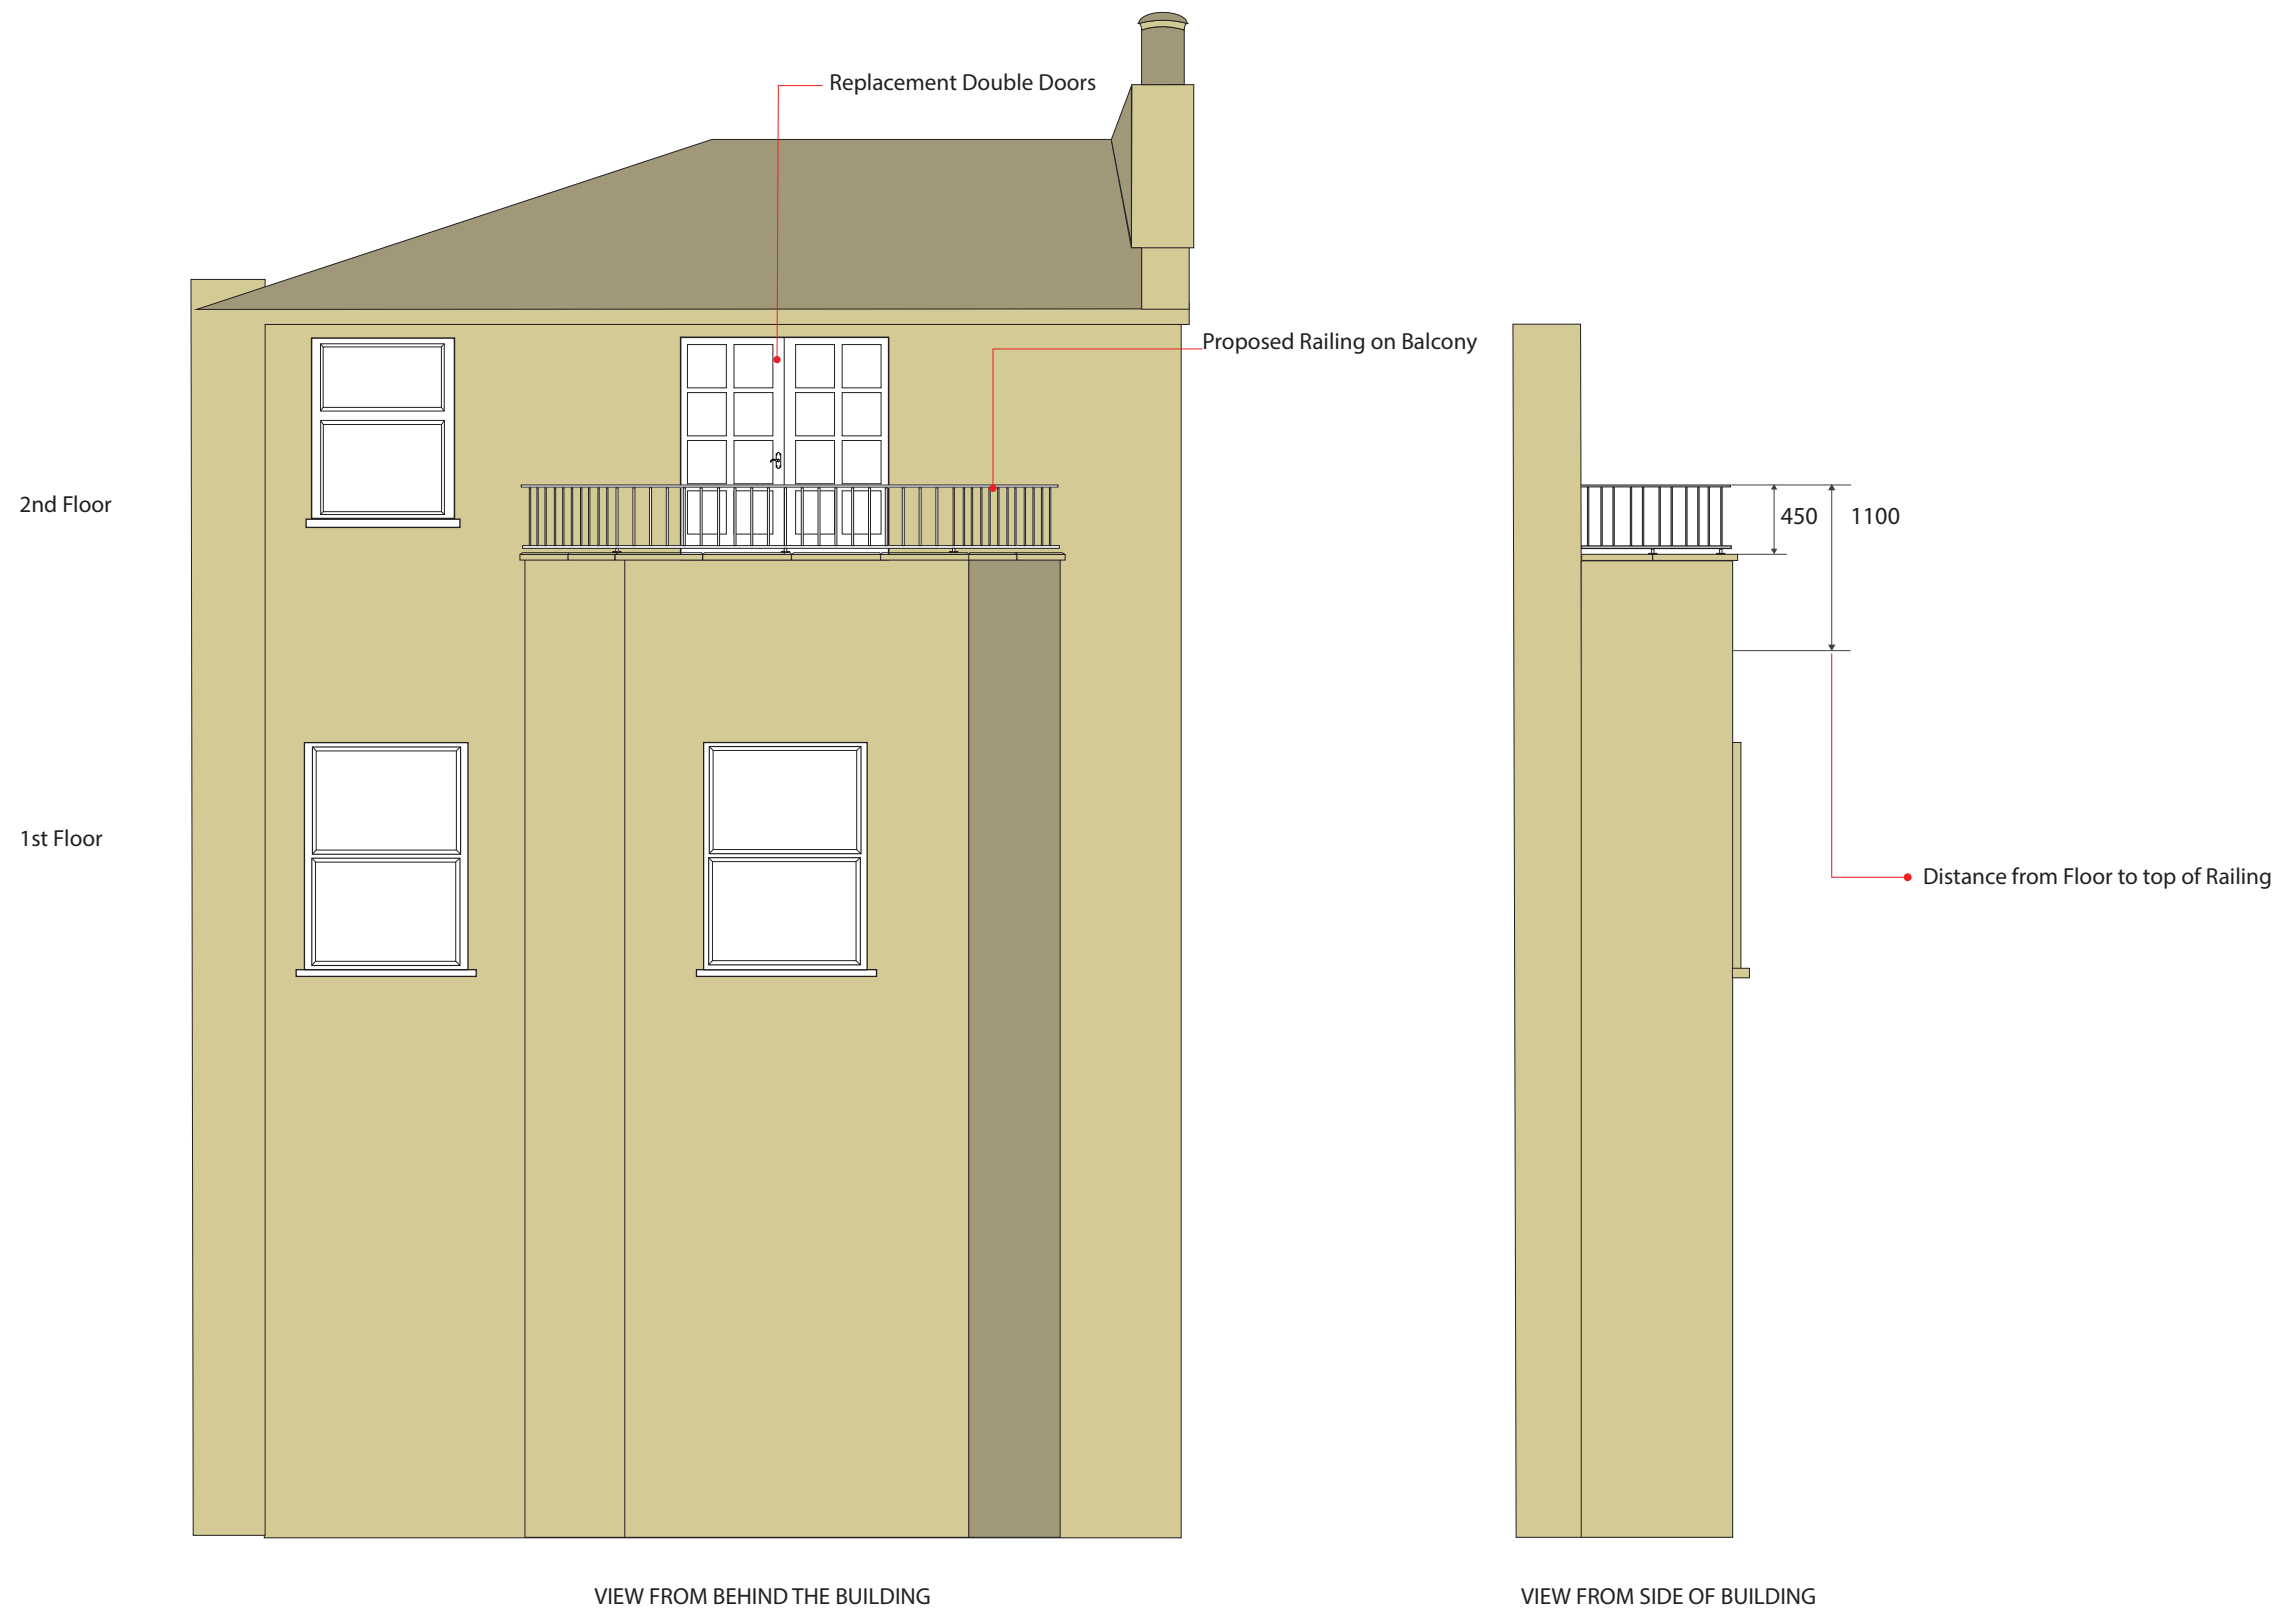 Replacement Double Doors
Proposed Railing on Balcony
2nd Floor
450
1100
1st Floor
Distance from Floor to top of Railing
VIEW FROM BEHIND THE BUILDING
VIEW FROM SIDE OF BUILDING